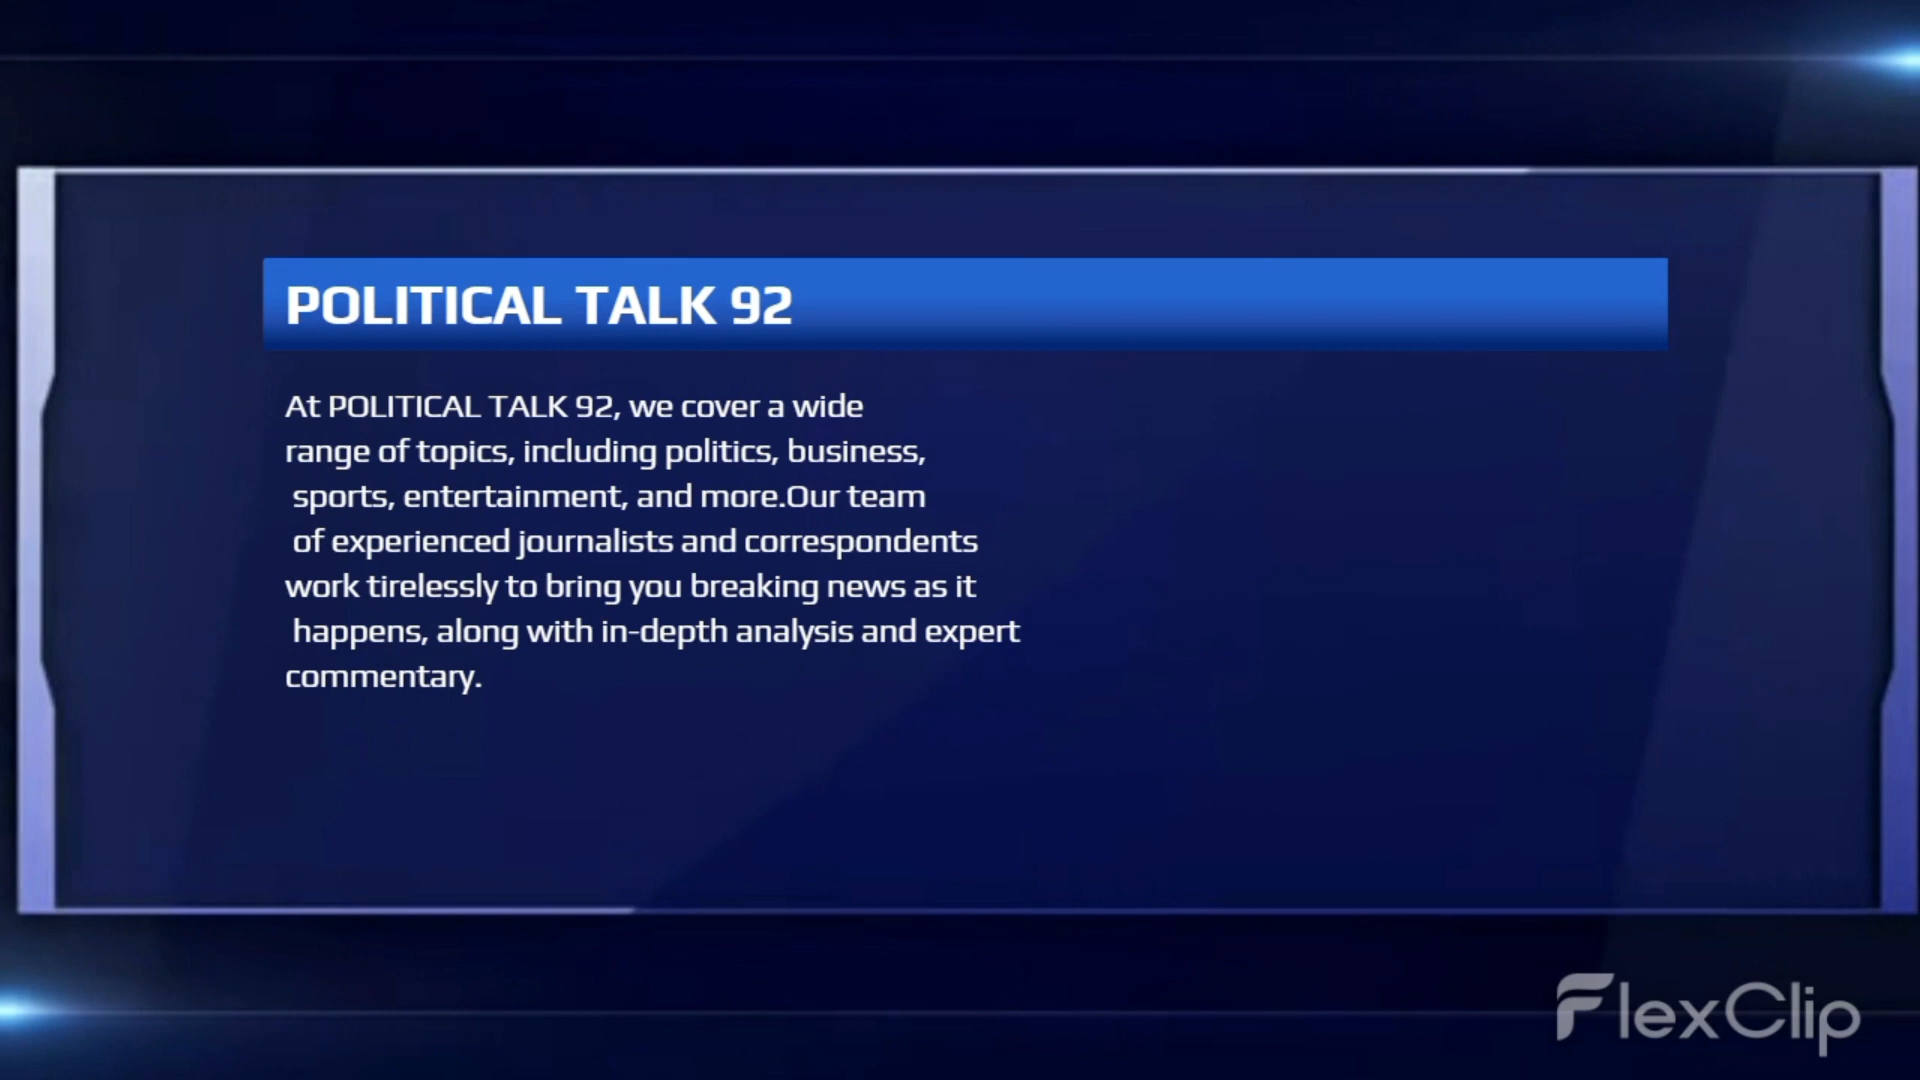 POLITICAL TALK 92
At POLITICAL TALK 92, we cover a wide
range of topics, including politics, business,
sports, entertainment, and more.Our team
of experienced journalists and correspondents
work tirelessly to bring you breaking news as it
happens, along with in-depth analysis and expert
commentary.
FlexClip